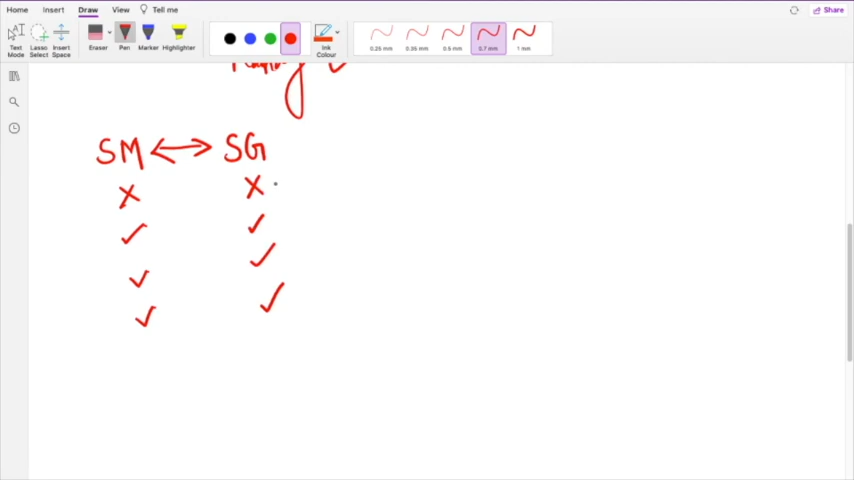 Home Insert Draw View Tell me Share
Text Mode Lasso Select Insert Space Eraser Pen Marker Highlighter Ink Colour 0.25 mm 0.35 mm 0.5 mm 0.7 mm 1 mm
SM ↔ SG
✗ ✗
✓ ✓
✓ ✓
✓ ✓